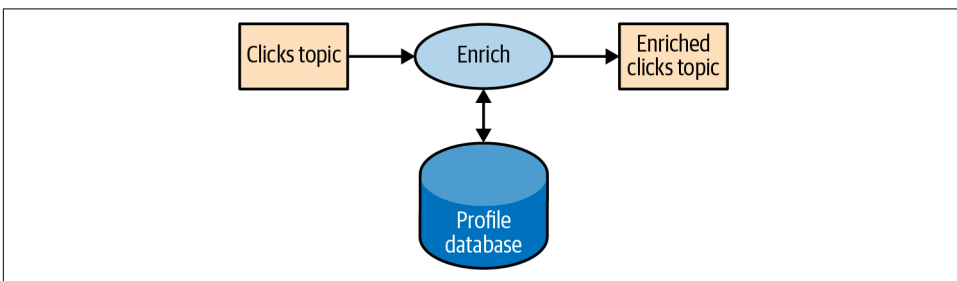 Clicks topic
Enrich
Enriched
clicks topic
Profile
database